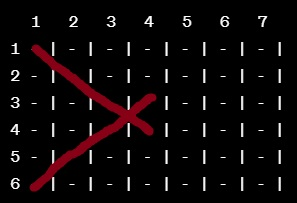 1 2 3 4 5 6 7
1 - | - | - | - | - | - | - |
2 - | - | - | - | - | - | - |
3 - | - | - | - | - | - | - |
4 - | - | - | - | - | - | - |
5 - | - | - | - | - | - | - |
6 - | - | - | - | - | - | - |